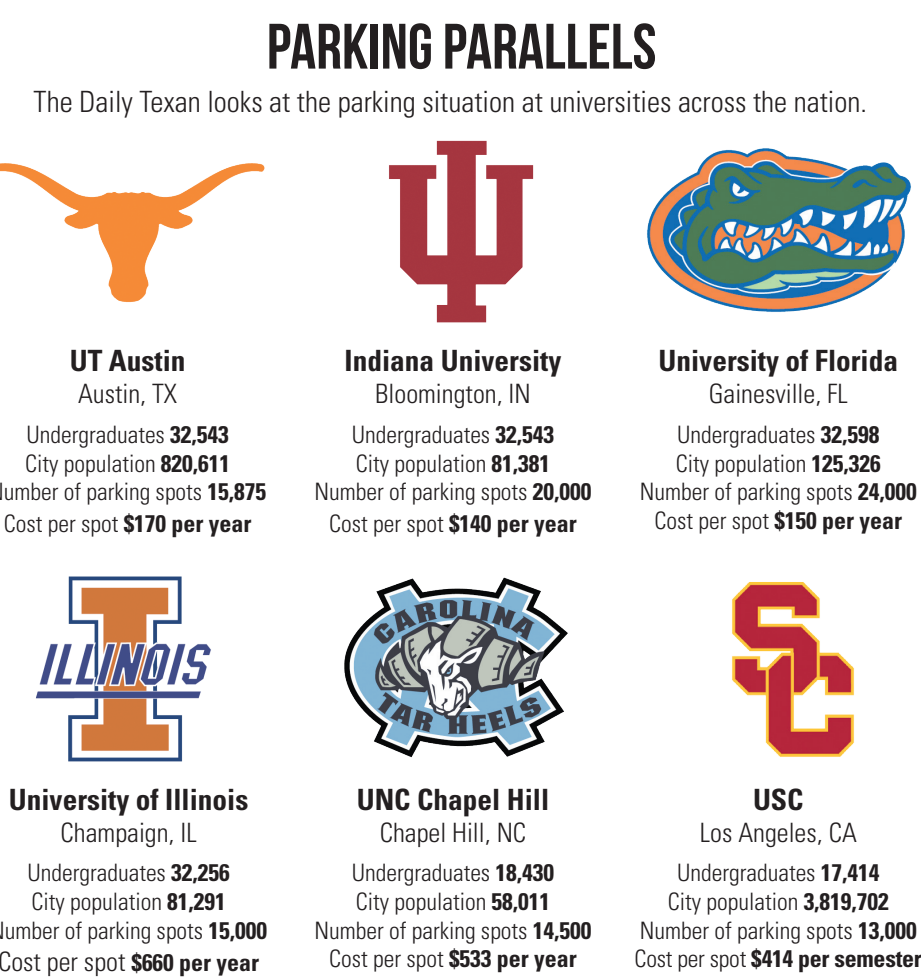 PARKING PARALLELS
The Daily Texan looks at the parking situation at universities across the nation.
UT Austin
Austin, TX
Undergraduates 32,543
City population 820,611
Number of parking spots 15,875
Cost per spot $170 per year
Indiana University
Bloomington, IN
Undergraduates 32,543
City population 81,381
Number of parking spots 20,000
Cost per spot $140 per year
University of Florida
Gainesville, FL
Undergraduates 32,598
City population 125,326
Number of parking spots 24,000
Cost per spot $150 per year
ILLINOIS
University of Illinois
Champaign, IL
Undergraduates 32,256
City population 81,291
Number of parking spots 15,000
Cost per spot $660 per year
CAROLINA
TAR HEELS
UNC Chapel Hill
Chapel Hill, NC
Undergraduates 18,430
City population 58,011
Number of parking spots 14,500
Cost per spot $533 per year
SC
USC
Los Angeles, CA
Undergraduates 17,414
City population 3,819,702
Number of parking spots 13,000
Cost per spot $414 per semester